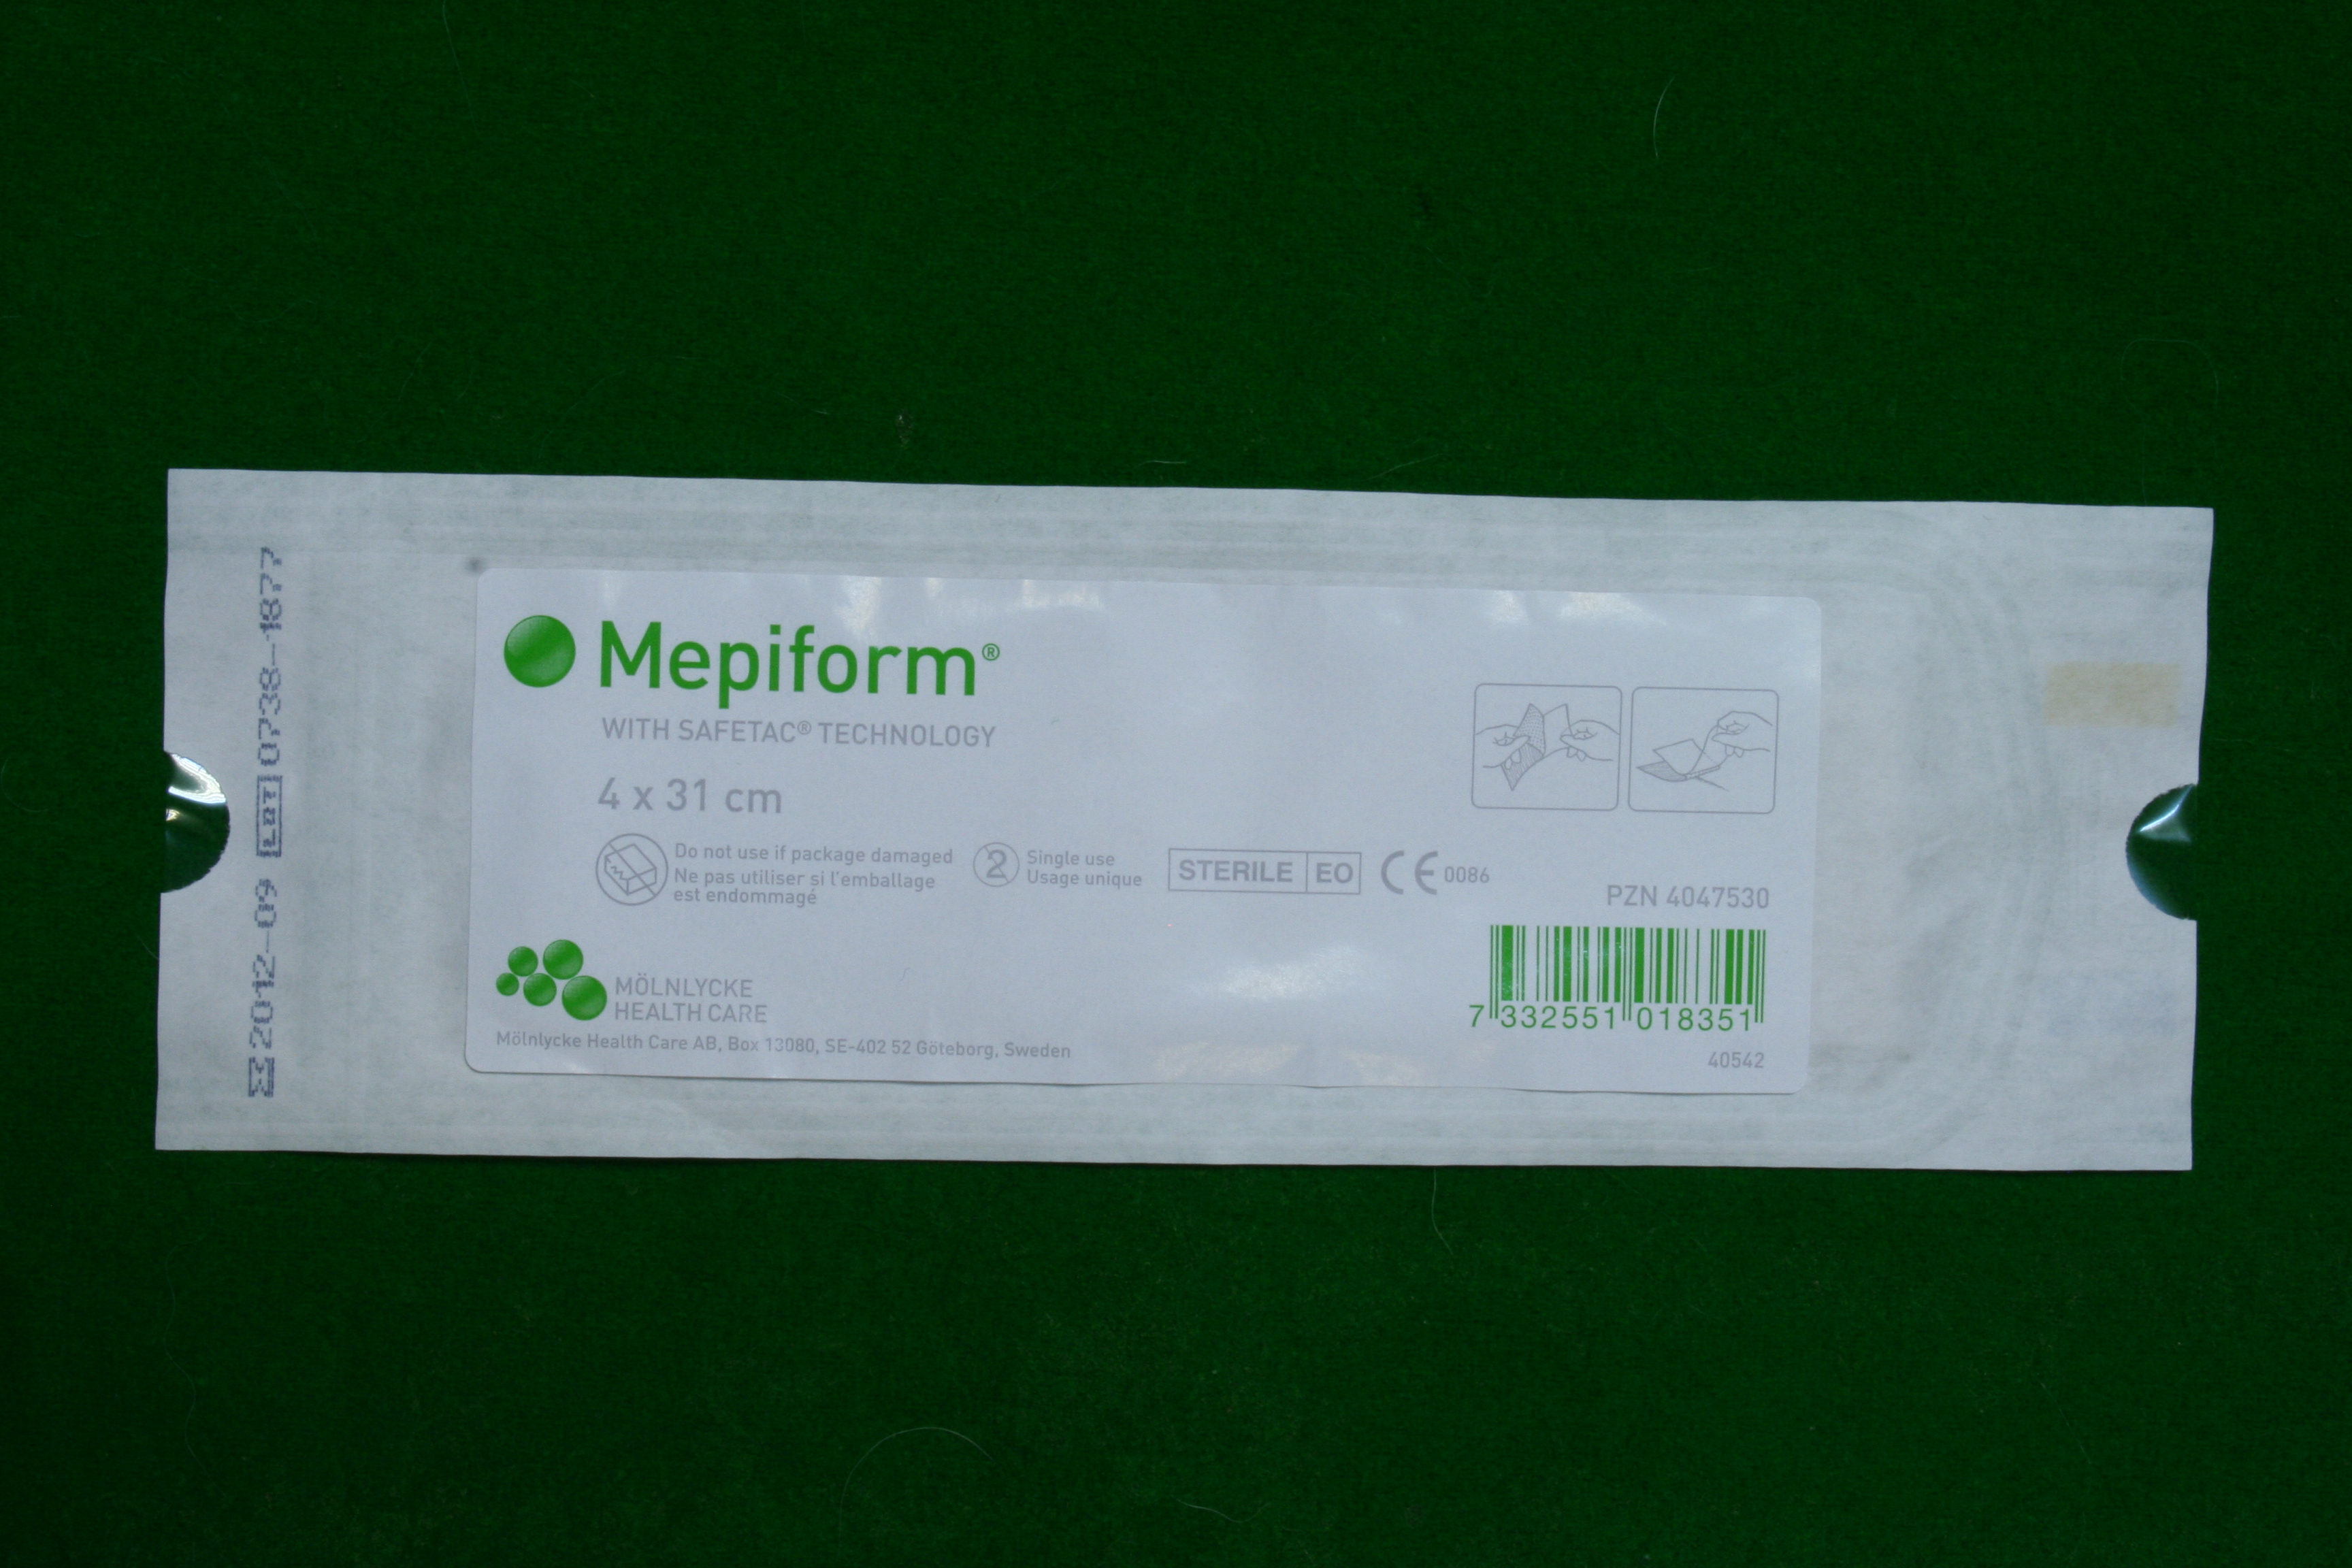 Mepiform®
WITH SAFETAC® TECHNOLOGY
4 x 31 cm
Do not use if package damaged
Ne pas utiliser si l'emballage
est endommagé
2
Single use
Usage unique
STERILE EO
CE 0086
PZN 4047530
MÖLNLYCKE
HEALTH CARE
Mölnlycke Health Care AB, Box 13080, SE-402 52 Göteborg, Sweden
7 332551 018351
40542
2012-09 LOT 0738-1877